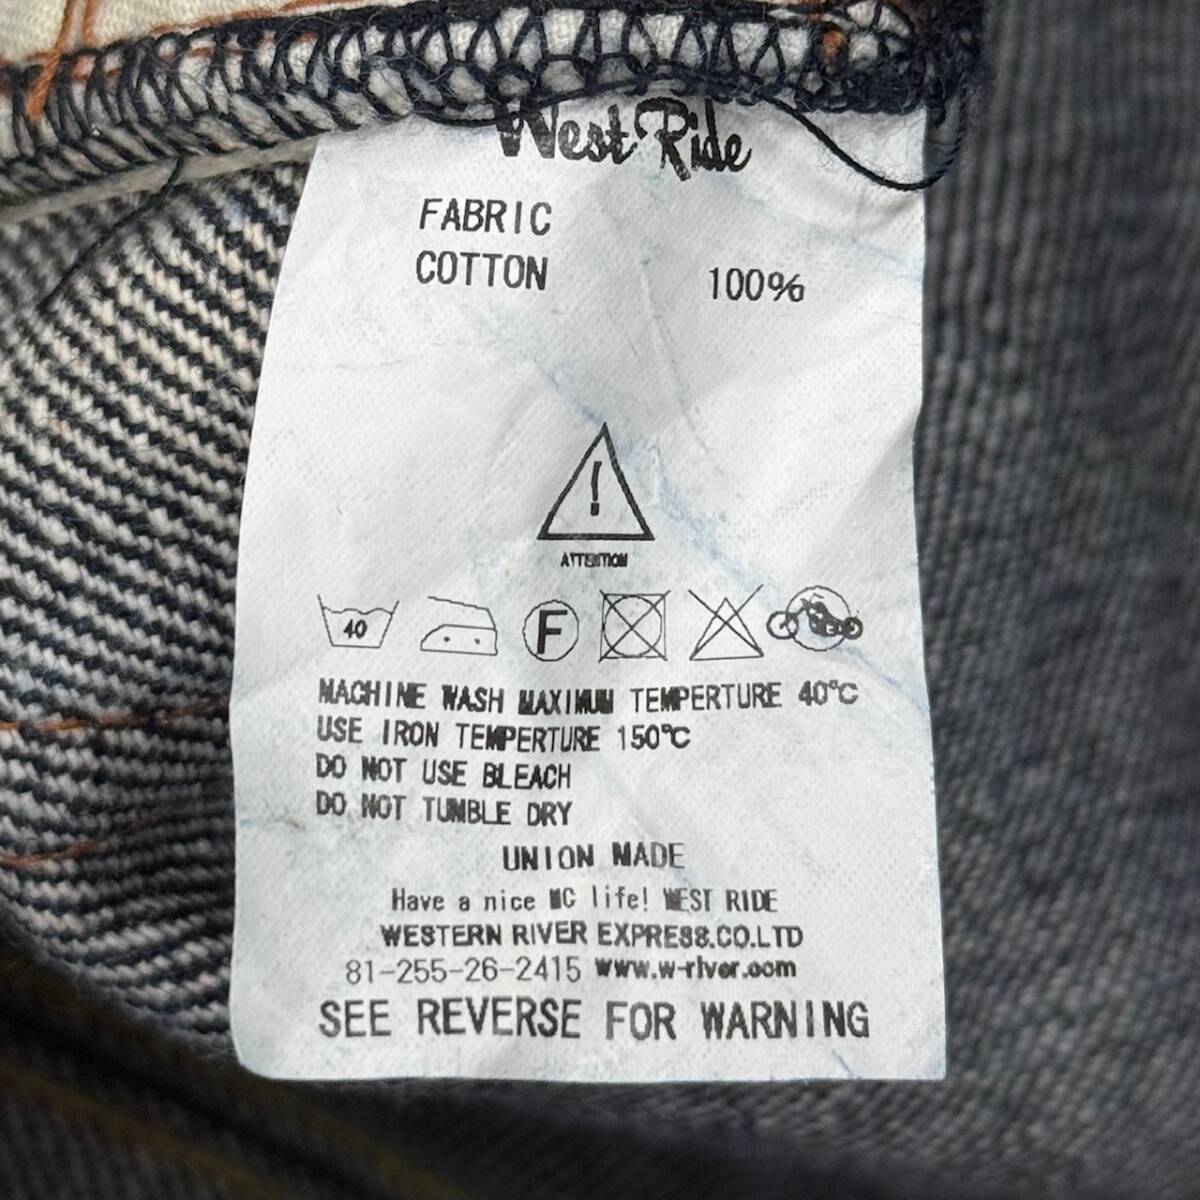 West Ride
FABRIC
COTTON 100%
!
ATTENTION
40 F
MACHINE WASH MAXIMUM TEMPERTURE 40℃
USE IRON TEMPERTURE 150℃
DO NOT USE BLEACH
DO NOT TUMBLE DRY
UNION MADE
Have a nice MC life! WEST RIDE
WESTERN RIVER EXPRESS.CO.LTD
81-255-26-2415 www.w-river.com
SEE REVERSE FOR WARNING